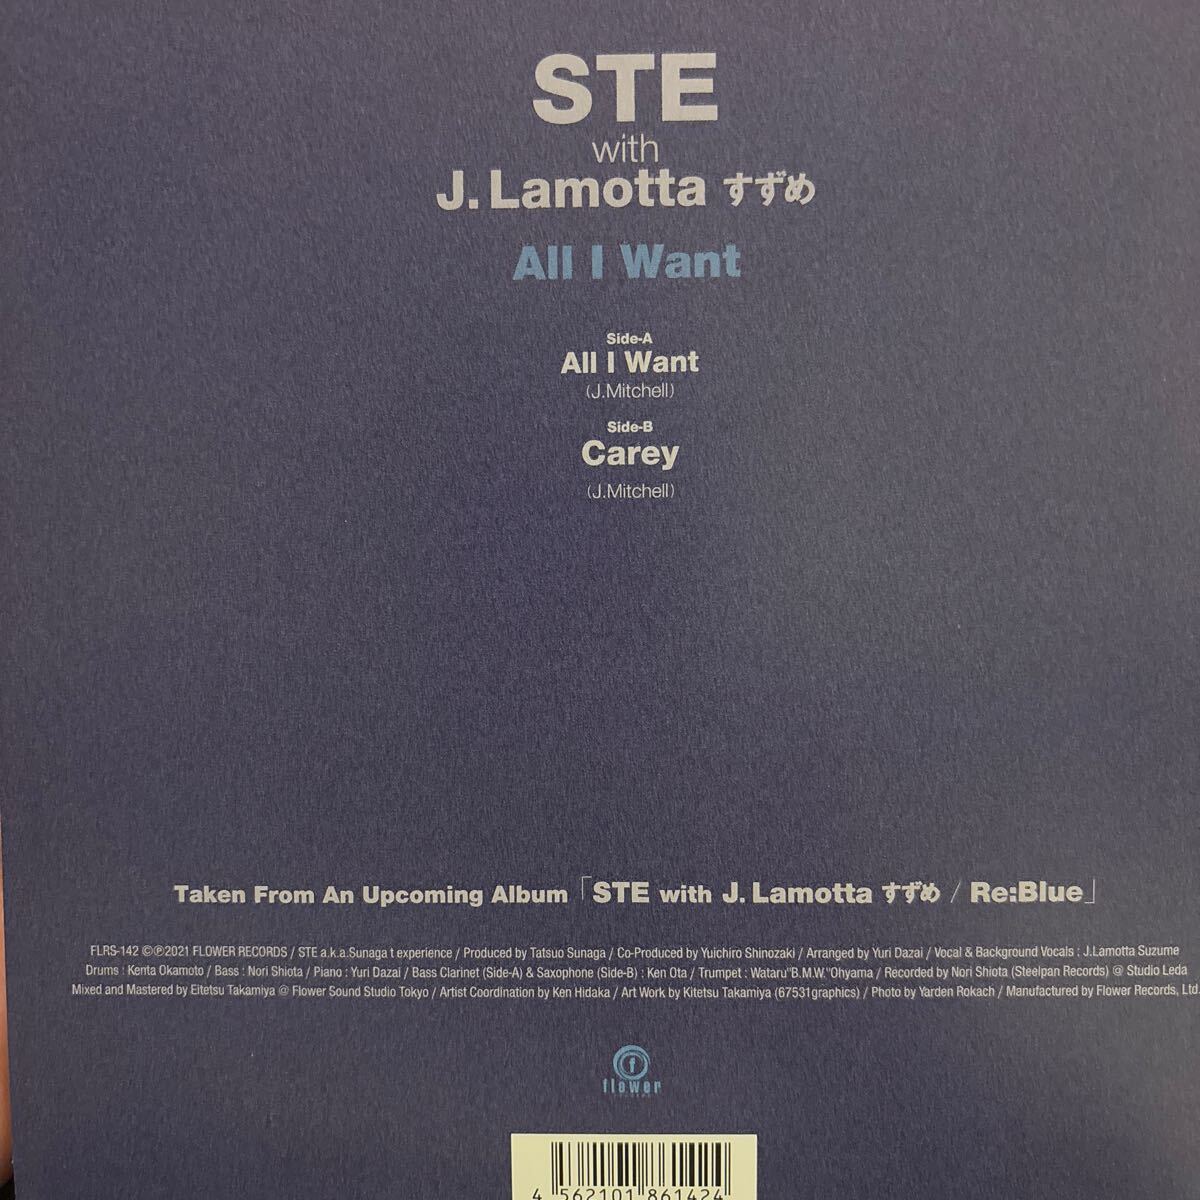 STE
with
J. Lamotta すずめ
All I Want
Side-A
All I Want
(J.Mitchell)
Side-B
Carey
(J.Mitchell)
Taken From An Upcoming Album「STE with J. Lamotta すずめ / Re:Blue」
FLRS-142 ©℗2021 FLOWER RECORDS / STE a.k.a.Sunaga t experience / Produced by Tatsuo Sunaga / Co-Produced by Yuichiro Shinozaki / Arranged by Yuri Dazai / Vocal & Background Vocals : J.Lamotta Suzume
Drums : Kenta Okamoto / Bass : Nori Shiota / Piano : Yuri Dazai / Bass Clarinet (Side-A) & Saxophone (Side-B) : Ken Ota / Trumpet : Wataru"B.M.W."Ohyama / Recorded by Nori Shiota (Steelpan Records) @ Studio Leda
Mixed and Mastered by Eitetsu Takamiya @ Flower Sound Studio Tokyo / Artist Coordination by Ken Hidaka / Art Work by Kitetsu Takamiya (67531graphics) / Photo by Yarden Rokach / Manufactured by Flower Records, Ltd.
f
flower
4 562101 861424